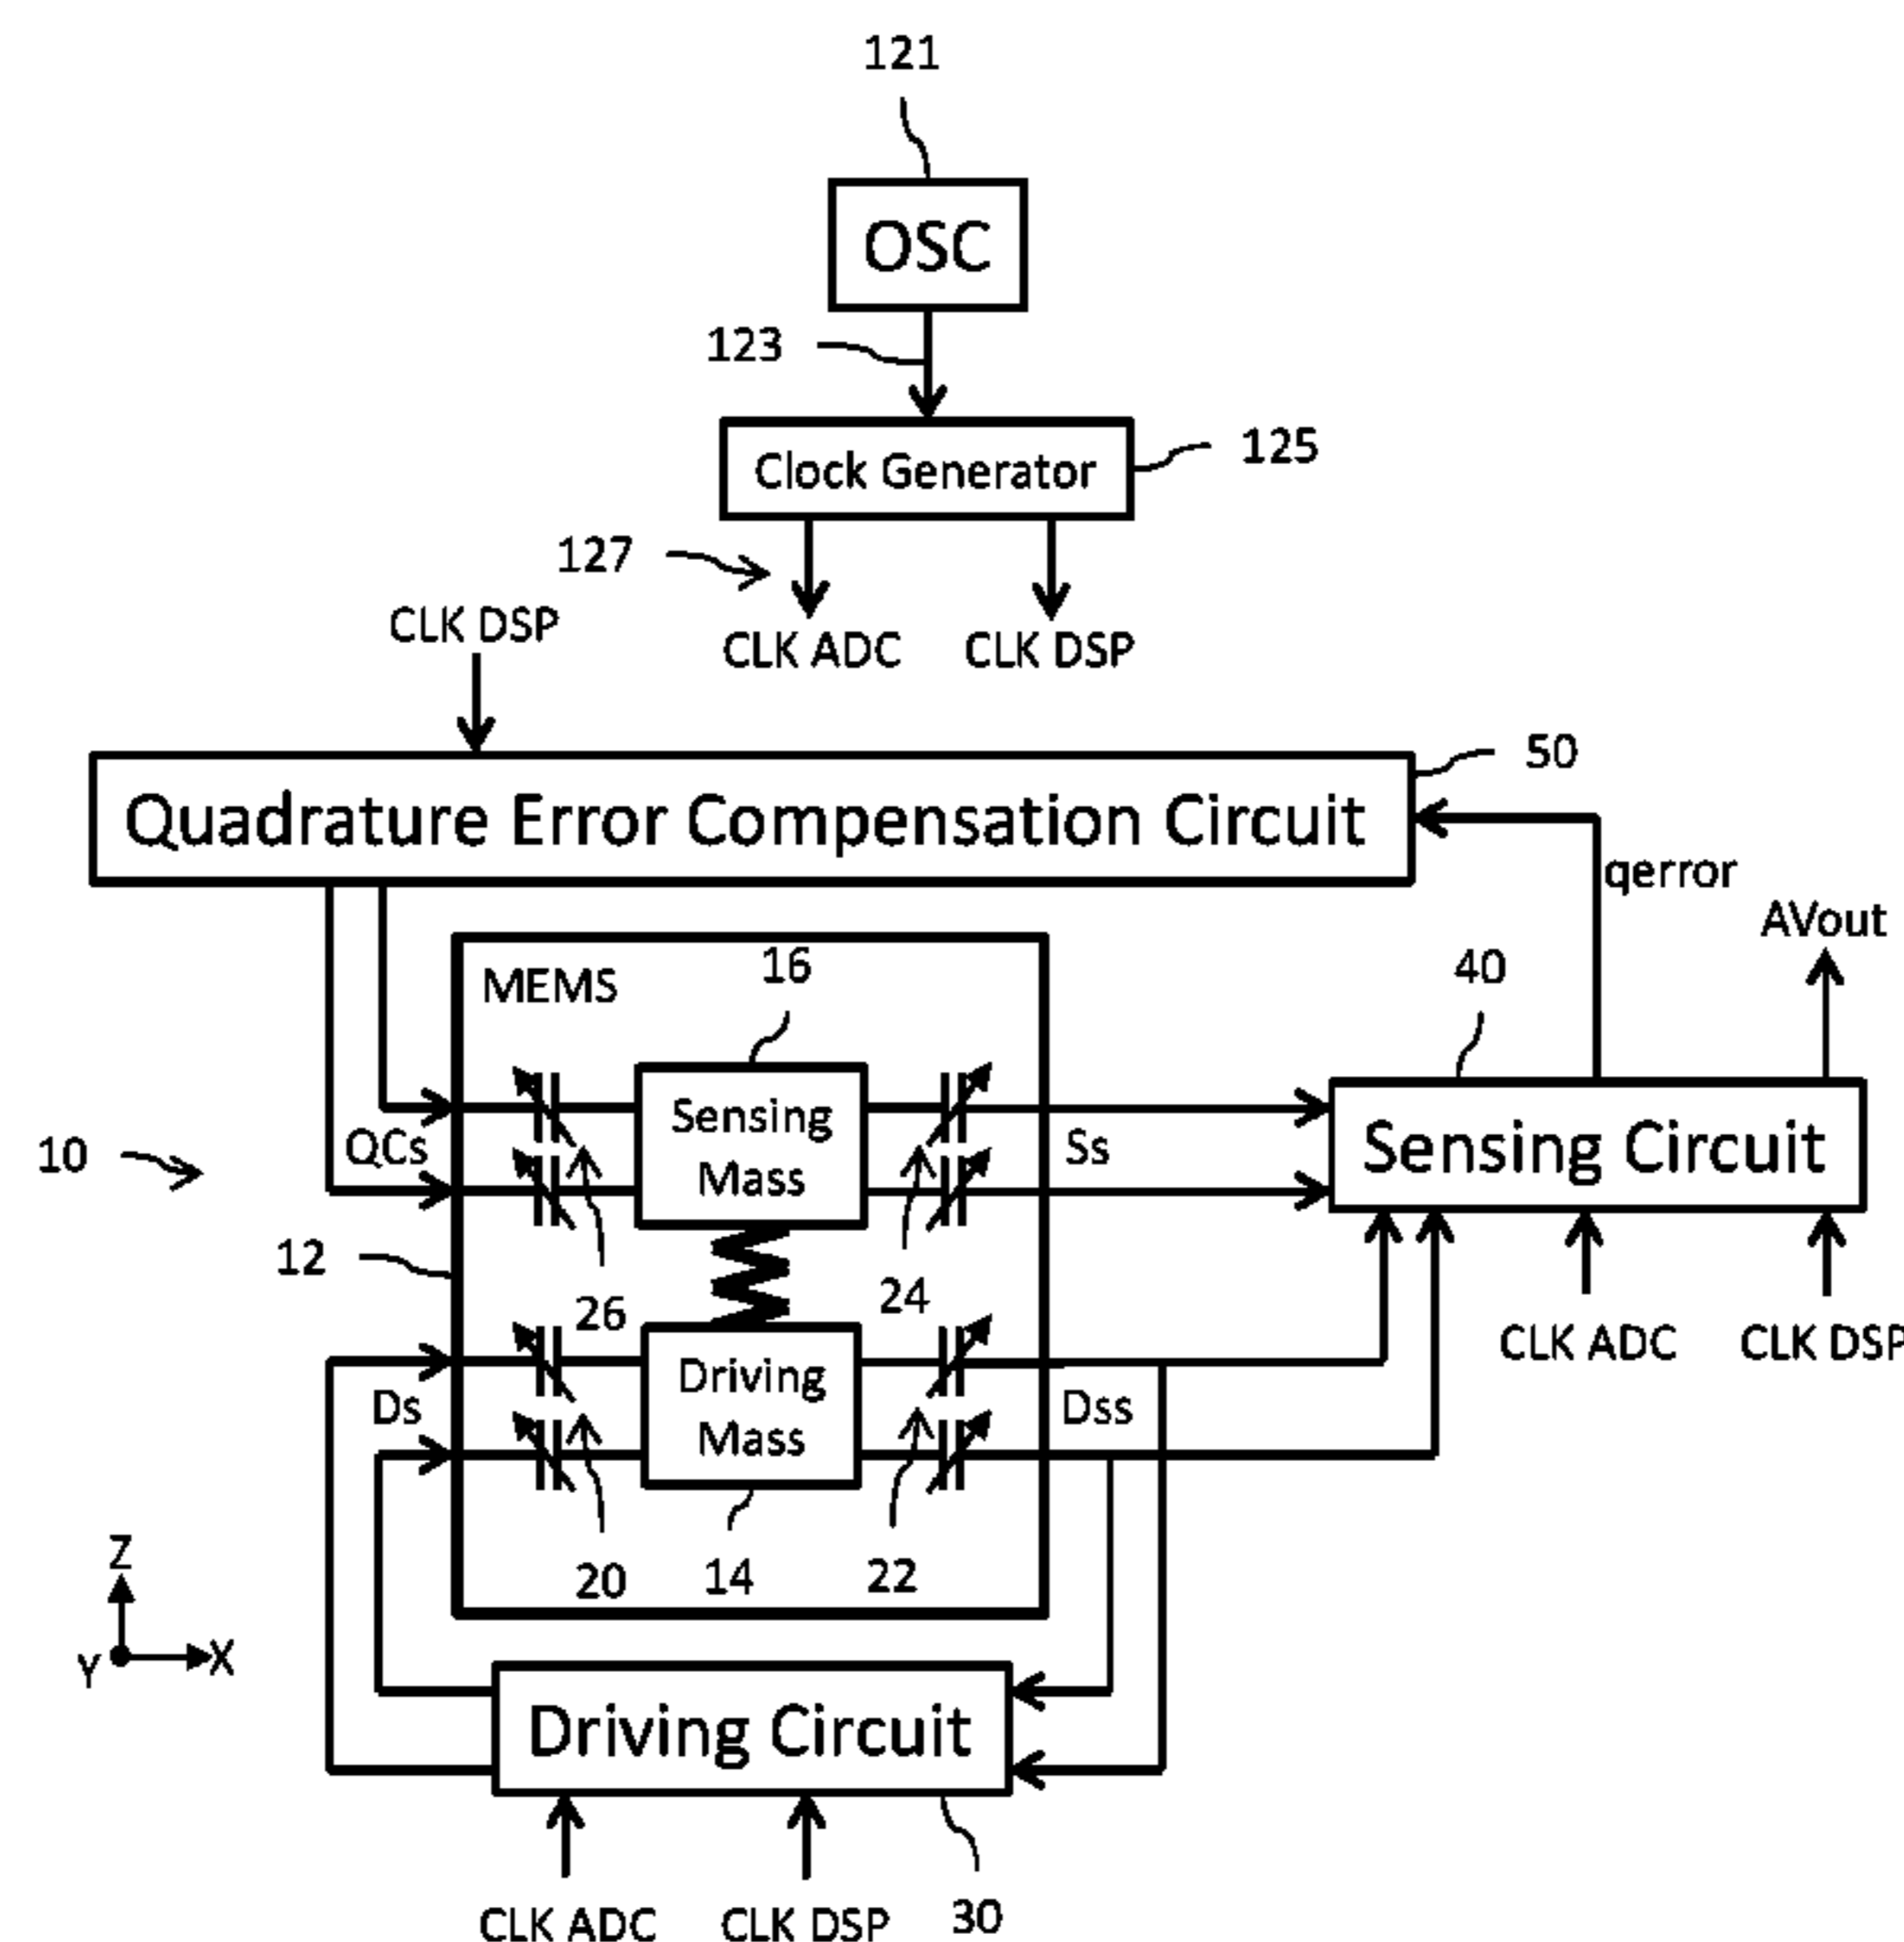 121
OSC
123
Clock Generator
125
127
CLK ADC
CLK DSP
CLK DSP
50
Quadrature Error Compensation Circuit
qerror
AVout
MEMS
16
40
Sensing
Mass
QCs
Ss
Sensing Circuit
10
12
26
24
CLK ADC
CLK DSP
Driving
Mass
Ds
Dss
20
14
22
Z
Y
X
Driving Circuit
CLK ADC
CLK DSP
30